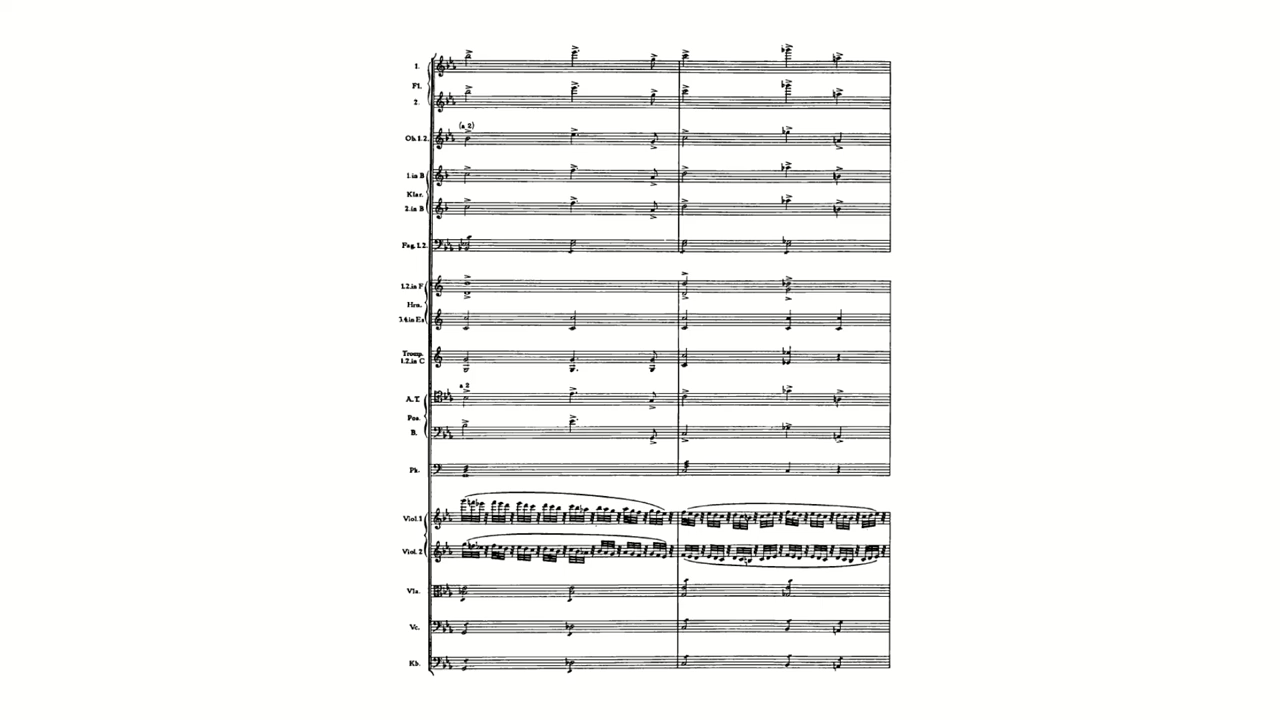 1.
Fl.
2.
(a 2)
Ob.1.2.
1.in B
Klar.
2.in B
Fag.1.2.
1.2.in F
Hrn.
3.4.in Es
Tromp.
1.2.in C
a 2
A.T.
Pos.
B.
Pk.
Viol.1
Viol.2
Vla.
Vc.
Kb.